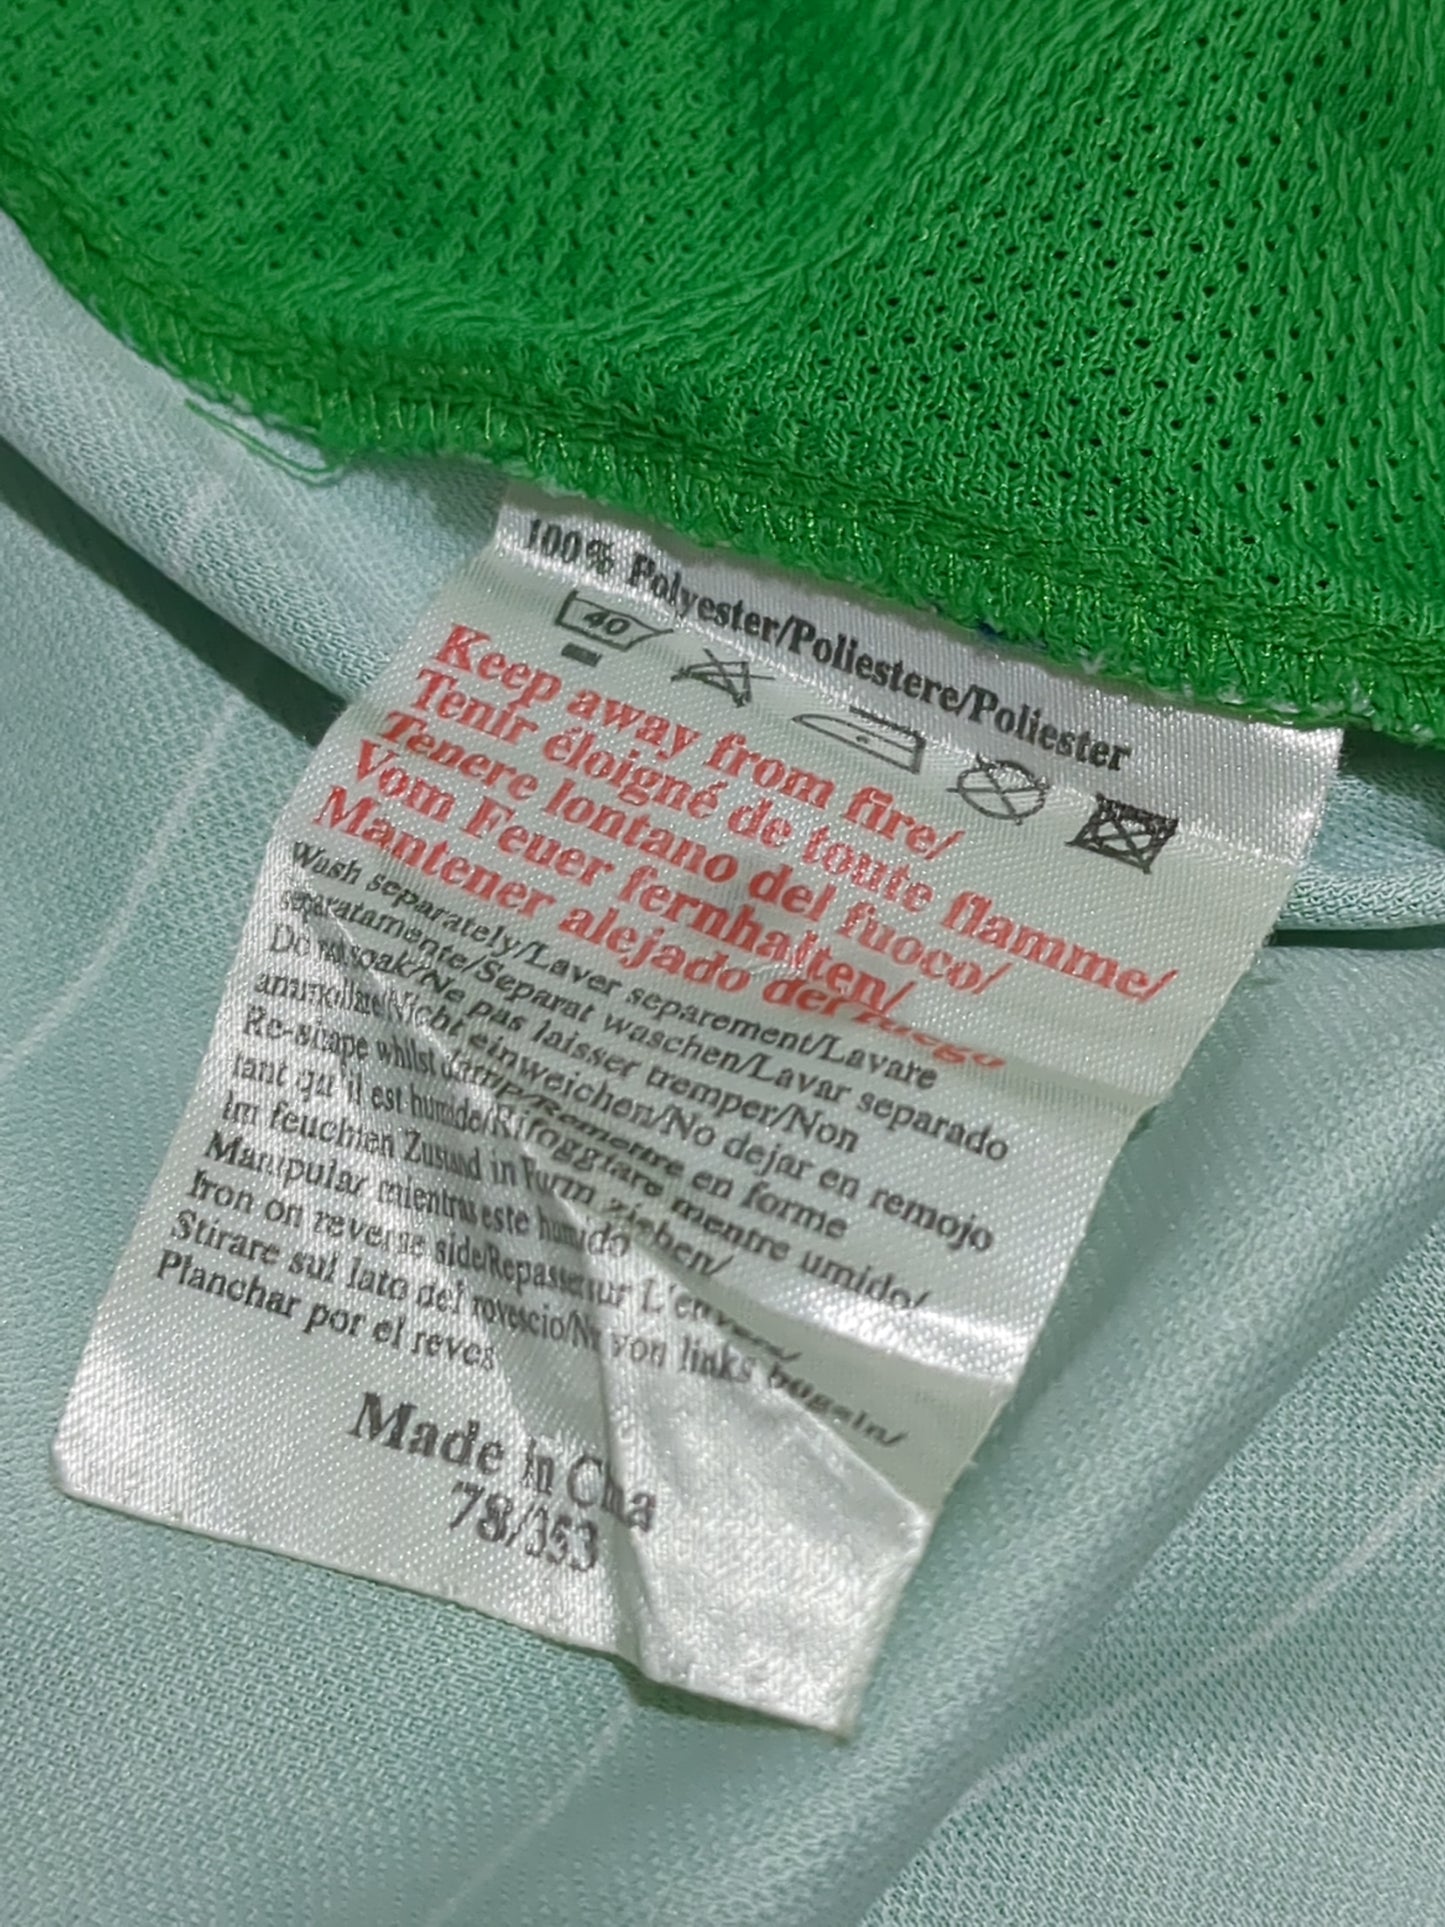 100% Polyester/Poliestere/Poliester
40
Keep away from fire/
Tenir éloigné de toute flamme/
Tenere lontano del fuoco/
Vom Feuer fernhalten/
Mantener alejado del fuego
Wash separately/Laver separement/Lavare
separatamente/Separat waschen/Lavar separado
Do not soak/Ne pas laisser tremper/Non
ammollare/Nicht einweichen/No dejar en remojo
Re-shape whilst damp/Remettre en forme
tant qu'il est humide/Rifoggiare mentre umido/
Im feuchten Zustand in Furm ziehen/
Manipular mientras este humido
Iron on reverse side/Repasser sur L'envers/
Stirare sul lato del rovescio/Nr von links bugeln/
Planchar por el reves
Made in
78/353